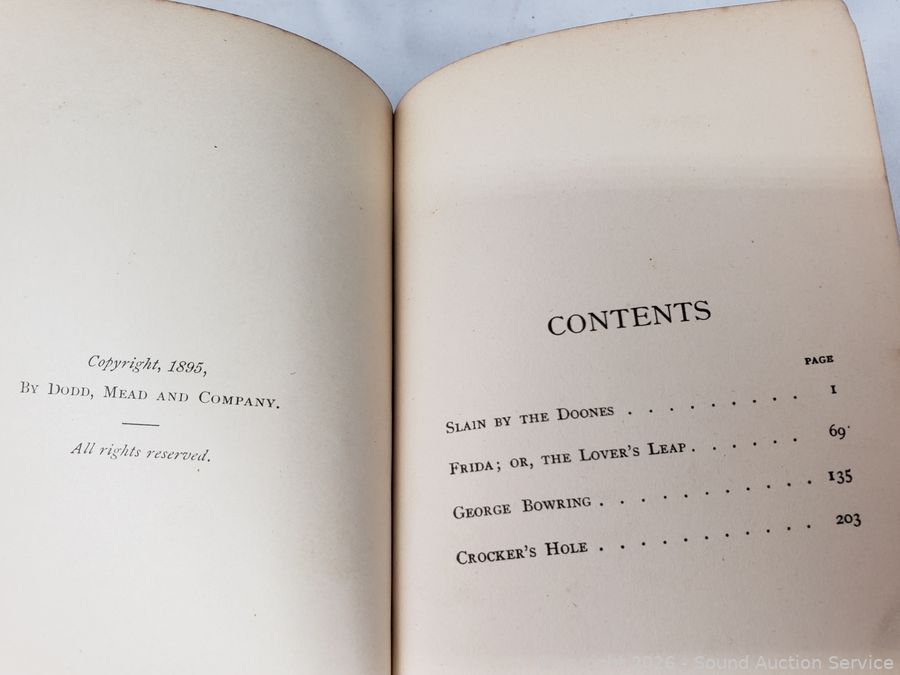 Copyright, 1895,
By Dodd, Mead and Company.
All rights reserved.
CONTENTS
PAGE
Slain by the Doones . . . . . . . . . 1
Frida; or, the Lover's Leap . . . . . . 69
George Bowring . . . . . . . . . . . 135
Crocker's Hole . . . . . . . . . . . 203
2026 - Sound Auction Service